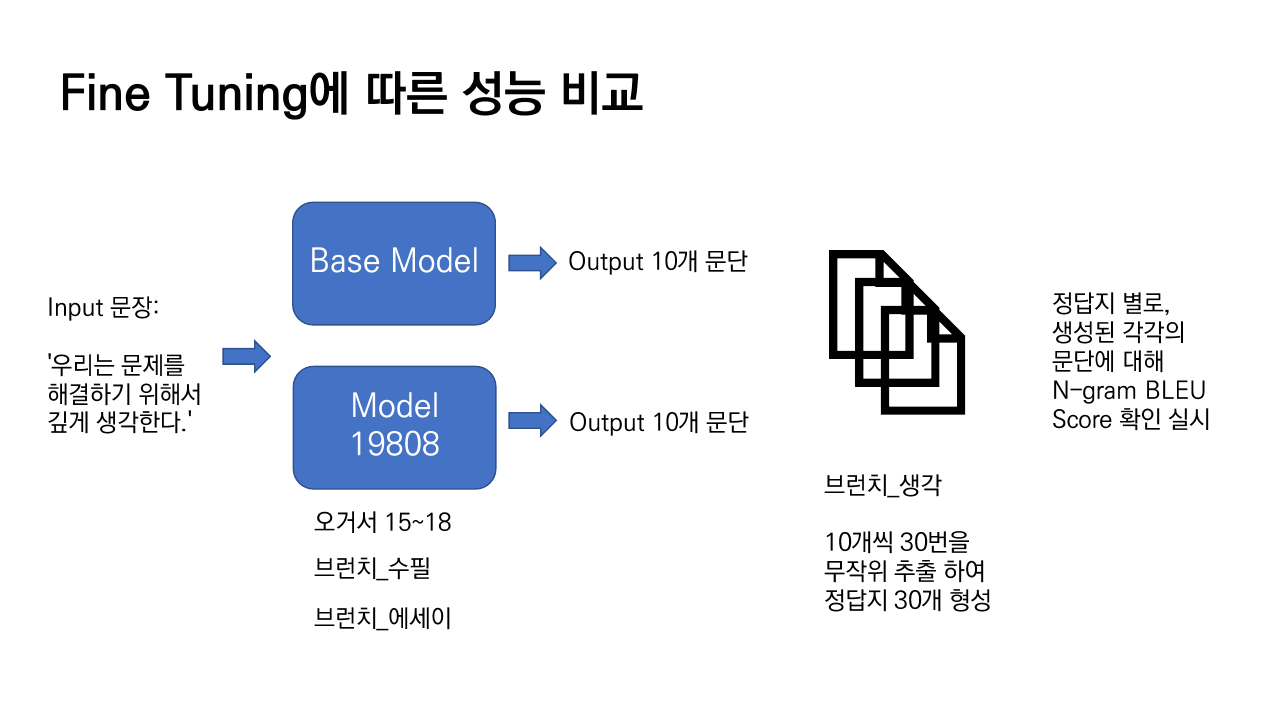 Fine Tuning에 따른 성능 비교
Input 문장:
'우리는 문제를
해결하기 위해서
깊게 생각한다.'
Base Model
Output 10개 문단
Model
19808
Output 10개 문단
오거서 15~18
브런치_수필
브런치_에세이
브런치_생각
10개씩 30번을
무작위 추출 하여
정답지 30개 형성
정답지 별로,
생성된 각각의
문단에 대해
N-gram BLEU
Score 확인 실시